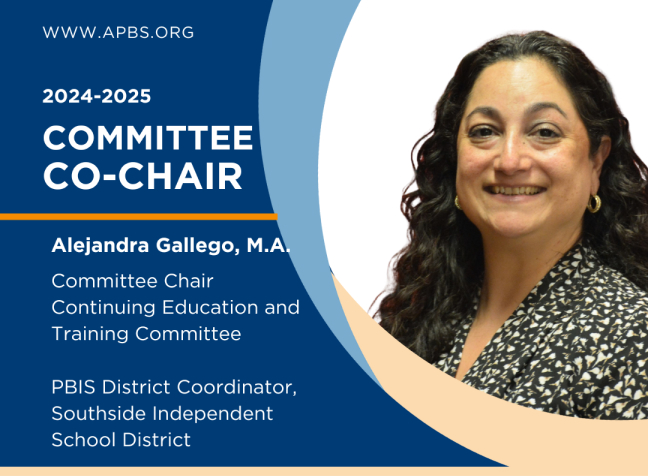 WWW.APBS.ORG
2024-2025
COMMITTEE
CO-CHAIR
Alejandra Gallego, M.A.
Committee Chair
Continuing Education and
Training Committee
PBIS District Coordinator,
Southside Independent
School District